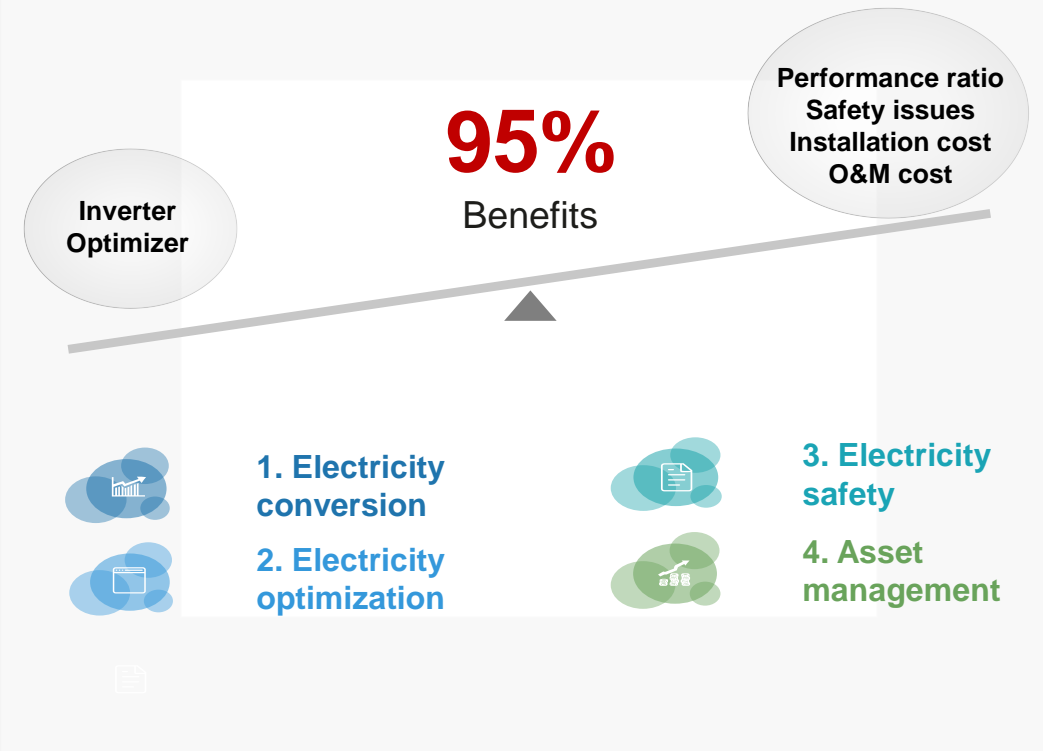 Performance ratio
Safety issues
Installation cost
O&M cost
95%
Benefits
Inverter
Optimizer
1. Electricity
conversion
2. Electricity
optimization
3. Electricity
safety
4. Asset
management